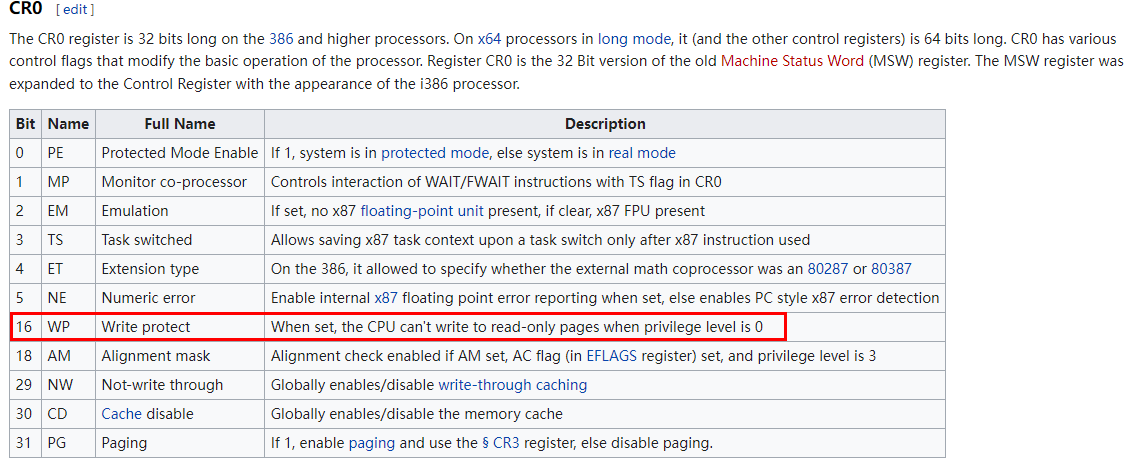 CR0 [ edit ]
The CR0 register is 32 bits long on the 386 and higher processors. On x64 processors in long mode, it (and the other control registers) is 64 bits long. CR0 has various
control flags that modify the basic operation of the processor. Register CR0 is the 32 Bit version of the old Machine Status Word (MSW) register. The MSW register was
expanded to the Control Register with the appearance of the i386 processor.
Bit Name Full Name Description
0 PE Protected Mode Enable If 1, system is in protected mode, else system is in real mode
1 MP Monitor co-processor Controls interaction of WAIT/FWAIT instructions with TS flag in CR0
2 EM Emulation If set, no x87 floating-point unit present, if clear, x87 FPU present
3 TS Task switched Allows saving x87 task context upon a task switch only after x87 instruction used
4 ET Extension type On the 386, it allowed to specify whether the external math coprocessor was an 80287 or 80387
5 NE Numeric error Enable internal x87 floating point error reporting when set, else enables PC style x87 error detection
16 WP Write protect When set, the CPU can't write to read-only pages when privilege level is 0
18 AM Alignment mask Alignment check enabled if AM set, AC flag (in EFLAGS register) set, and privilege level is 3
29 NW Not-write through Globally enables/disable write-through caching
30 CD Cache disable Globally enables/disable the memory cache
31 PG Paging If 1, enable paging and use the § CR3 register, else disable paging.